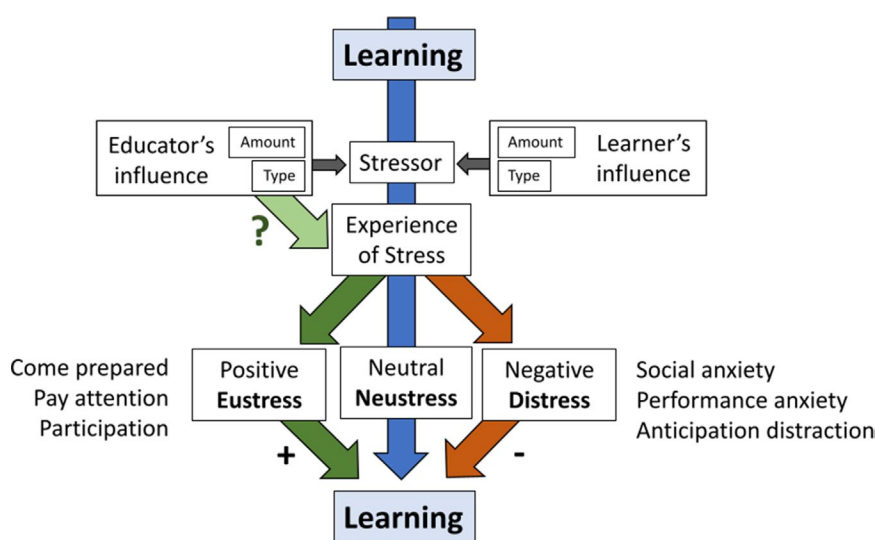 Learning
Educator's
influence
Amount
Type
Stressor
Amount
Type
Learner's
influence
?
Experience
of Stress
Come prepared
Pay attention
Participation
Positive
Eustress
Neutral
Neustress
Negative
Distress
Social anxiety
Performance anxiety
Anticipation distraction
+
-
Learning